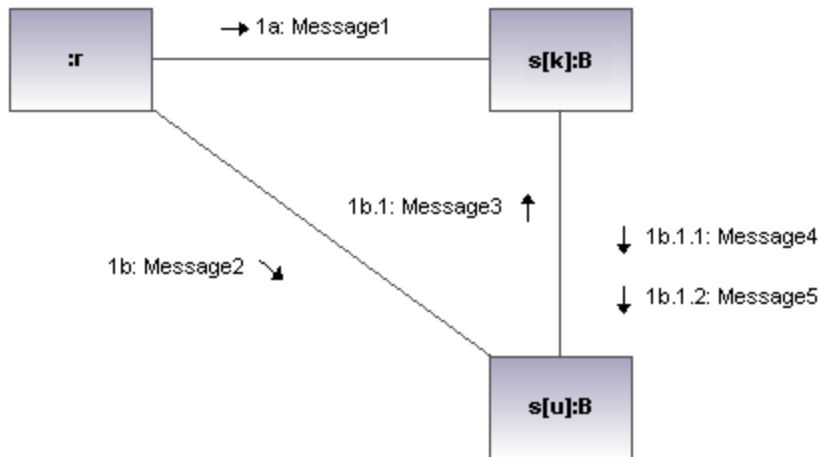 1a: Message1
:r
s[k]:B
1b.1: Message3
1b.1.1: Message4
1b: Message2
1b.1.2: Message5
s[u]:B